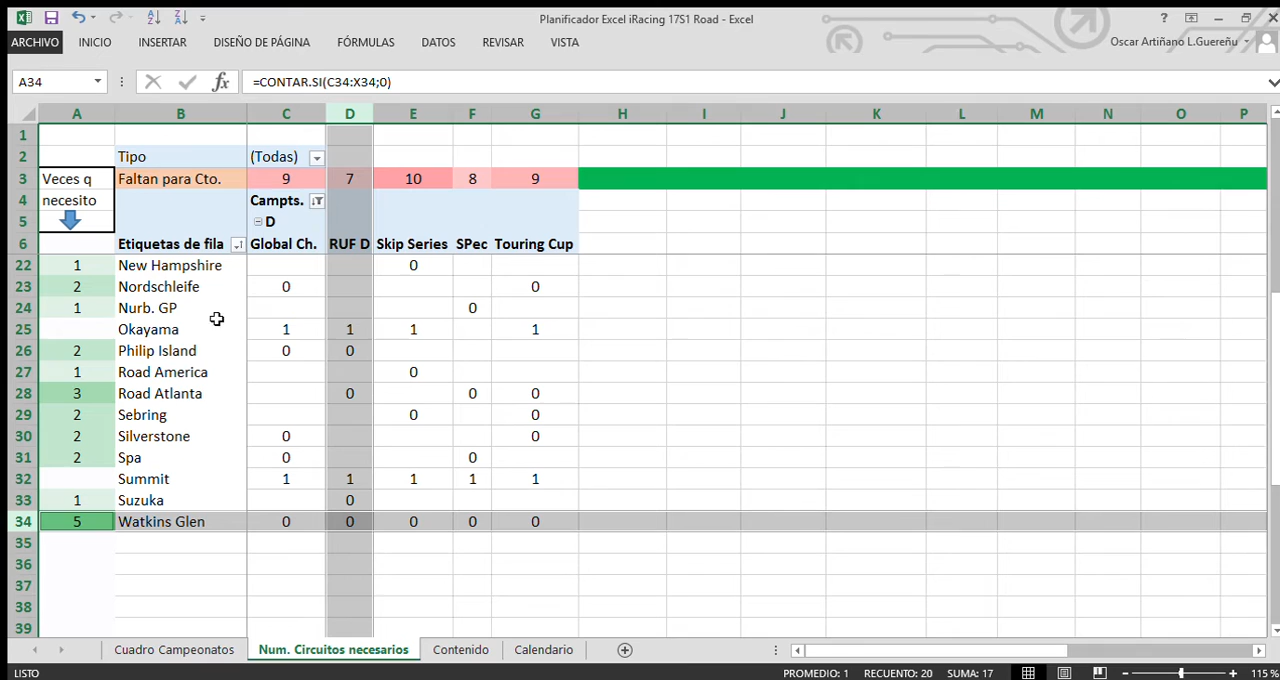 Planificador Excel iRacing 17S1 Road - Excel
?
ARCHIVO INICIO INSERTAR DISEÑO DE PÁGINA FÓRMULAS DATOS REVISAR VISTA Oscar Artiñano L.Guereñu
A34 fx =CONTAR.SI(C34:X34;0)
A B C D E F G H I J K L M N O P
1
2 Tipo (Todas)
3 Veces q Faltan para Cto. 9 7 10 8 9
4 necesito Campts.
5 D
6 Etiquetas de fila Global Ch. RUF D Skip Series SPec Touring Cup
22 1 New Hampshire 0
23 2 Nordschleife 0 0
24 1 Nurb. GP 0
25 Okayama 1 1 1 1
26 2 Philip Island 0 0
27 1 Road America 0
28 3 Road Atlanta 0 0 0
29 2 Sebring 0 0
30 2 Silverstone 0 0
31 2 Spa 0 0
32 Summit 1 1 1 1 1
33 1 Suzuka 0
34 5 Watkins Glen 0 0 0 0 0
35
36
37
38
39
Cuadro Campeonatos Num. Circuitos necesarios Contenido Calendario
LISTO PROMEDIO: 1 RECUENTO: 20 SUMA: 17 115 %